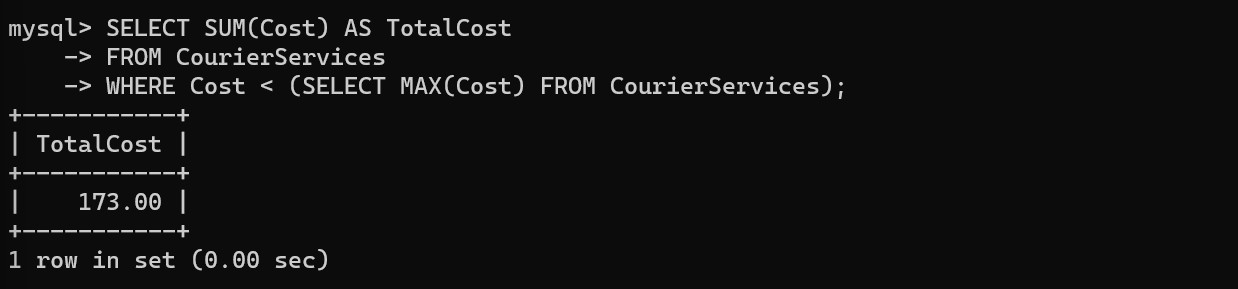 mysql> SELECT SUM(Cost) AS TotalCost
    -> FROM CourierServices
    -> WHERE Cost < (SELECT MAX(Cost) FROM CourierServices);
+-----------+
| TotalCost |
+-----------+
|    173.00 |
+-----------+
1 row in set (0.00 sec)